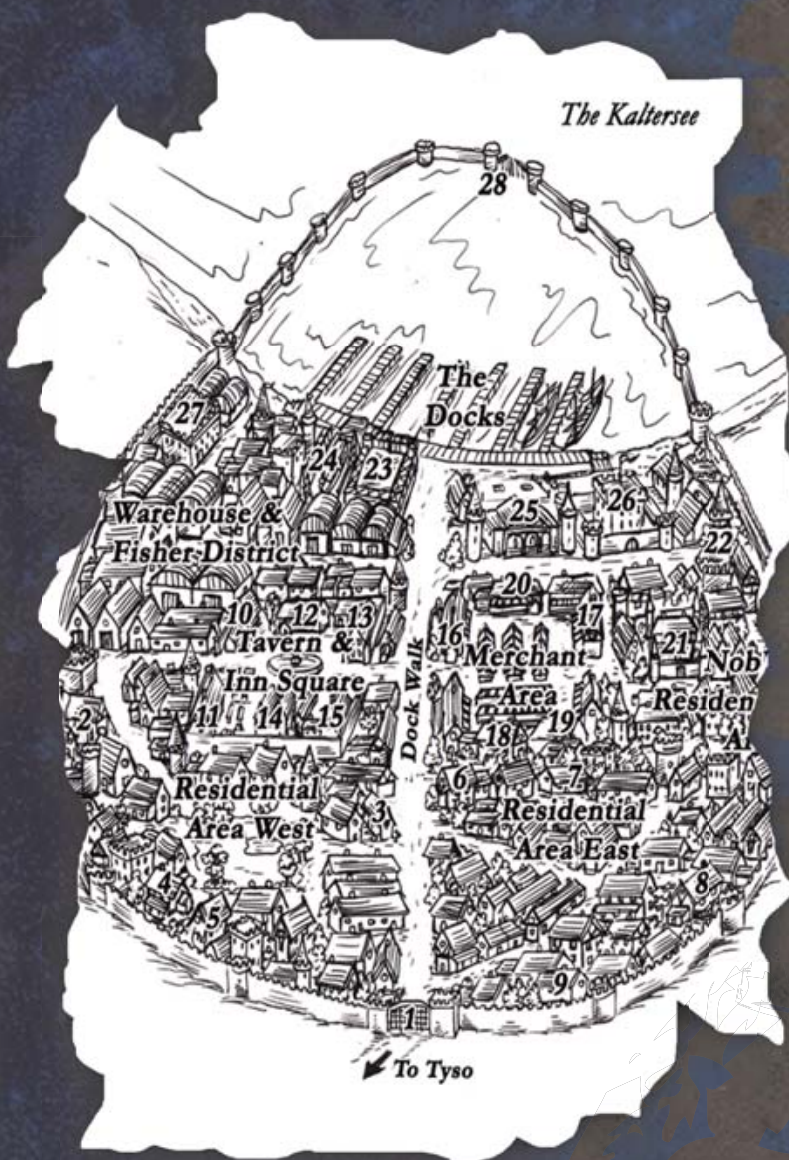 The Kaltersee
28
The
Docks
27
24
23
25
26
Warehouse &
Fisher District
22
10
12
13
20
17
16
Tavern &
Inn Square
Merchant
Area
21
Nob
Residen
A
Dock Walk
2
11
14
15
18
19
Residential
Area West
3
6
7
Residential
Area East
4
5
8
9
1
To Tyso